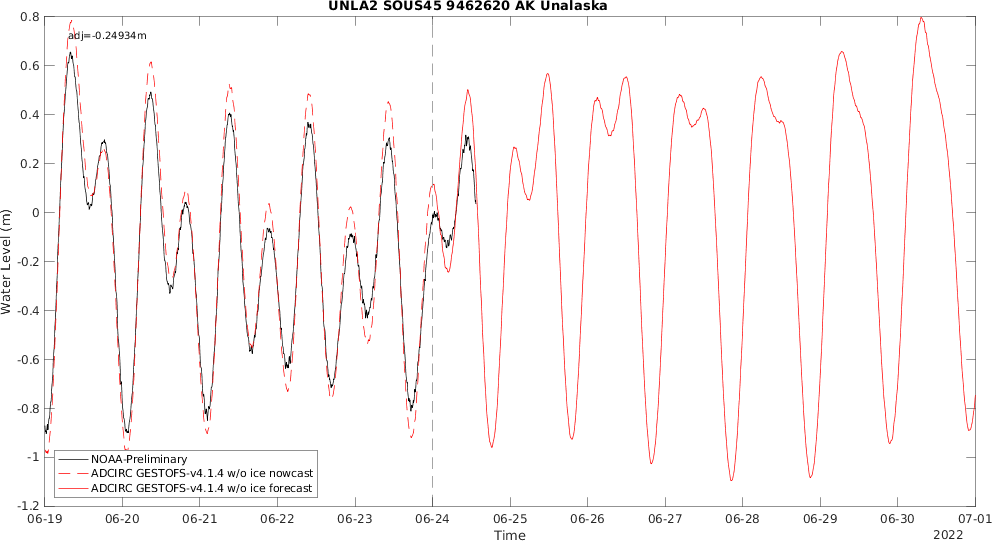 UNLA2 SOUS45 9462620 AK Unalaska
adj=-0.24934m
Water Level (m)
0.8
0.6
0.4
0.2
0
-0.2
-0.4
-0.6
-0.8
-1
-1.2
NOAA-Preliminary
ADCIRC GESTOFS-v4.1.4 w/o ice nowcast
ADCIRC GESTOFS-v4.1.4 w/o ice forecast
06-19 06-20 06-21 06-22 06-23 06-24 06-25 06-26 06-27 06-28 06-29 06-30 07-01
Time
2022